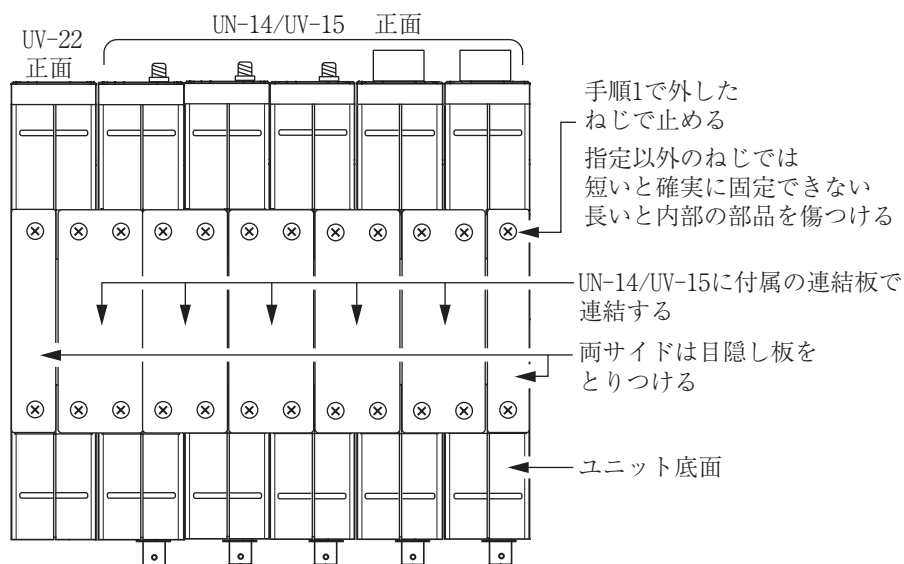 UN-14/UV-15 正面
UV-22
正面
手順1で外した
ねじで止める
指定以外のねじでは
短いと確実に固定できない
長いと内部の部品を傷つける
UN-14/UV-15に付属の連結板で
連結する
両サイドは目隠し板を
とりつける
ユニット底面